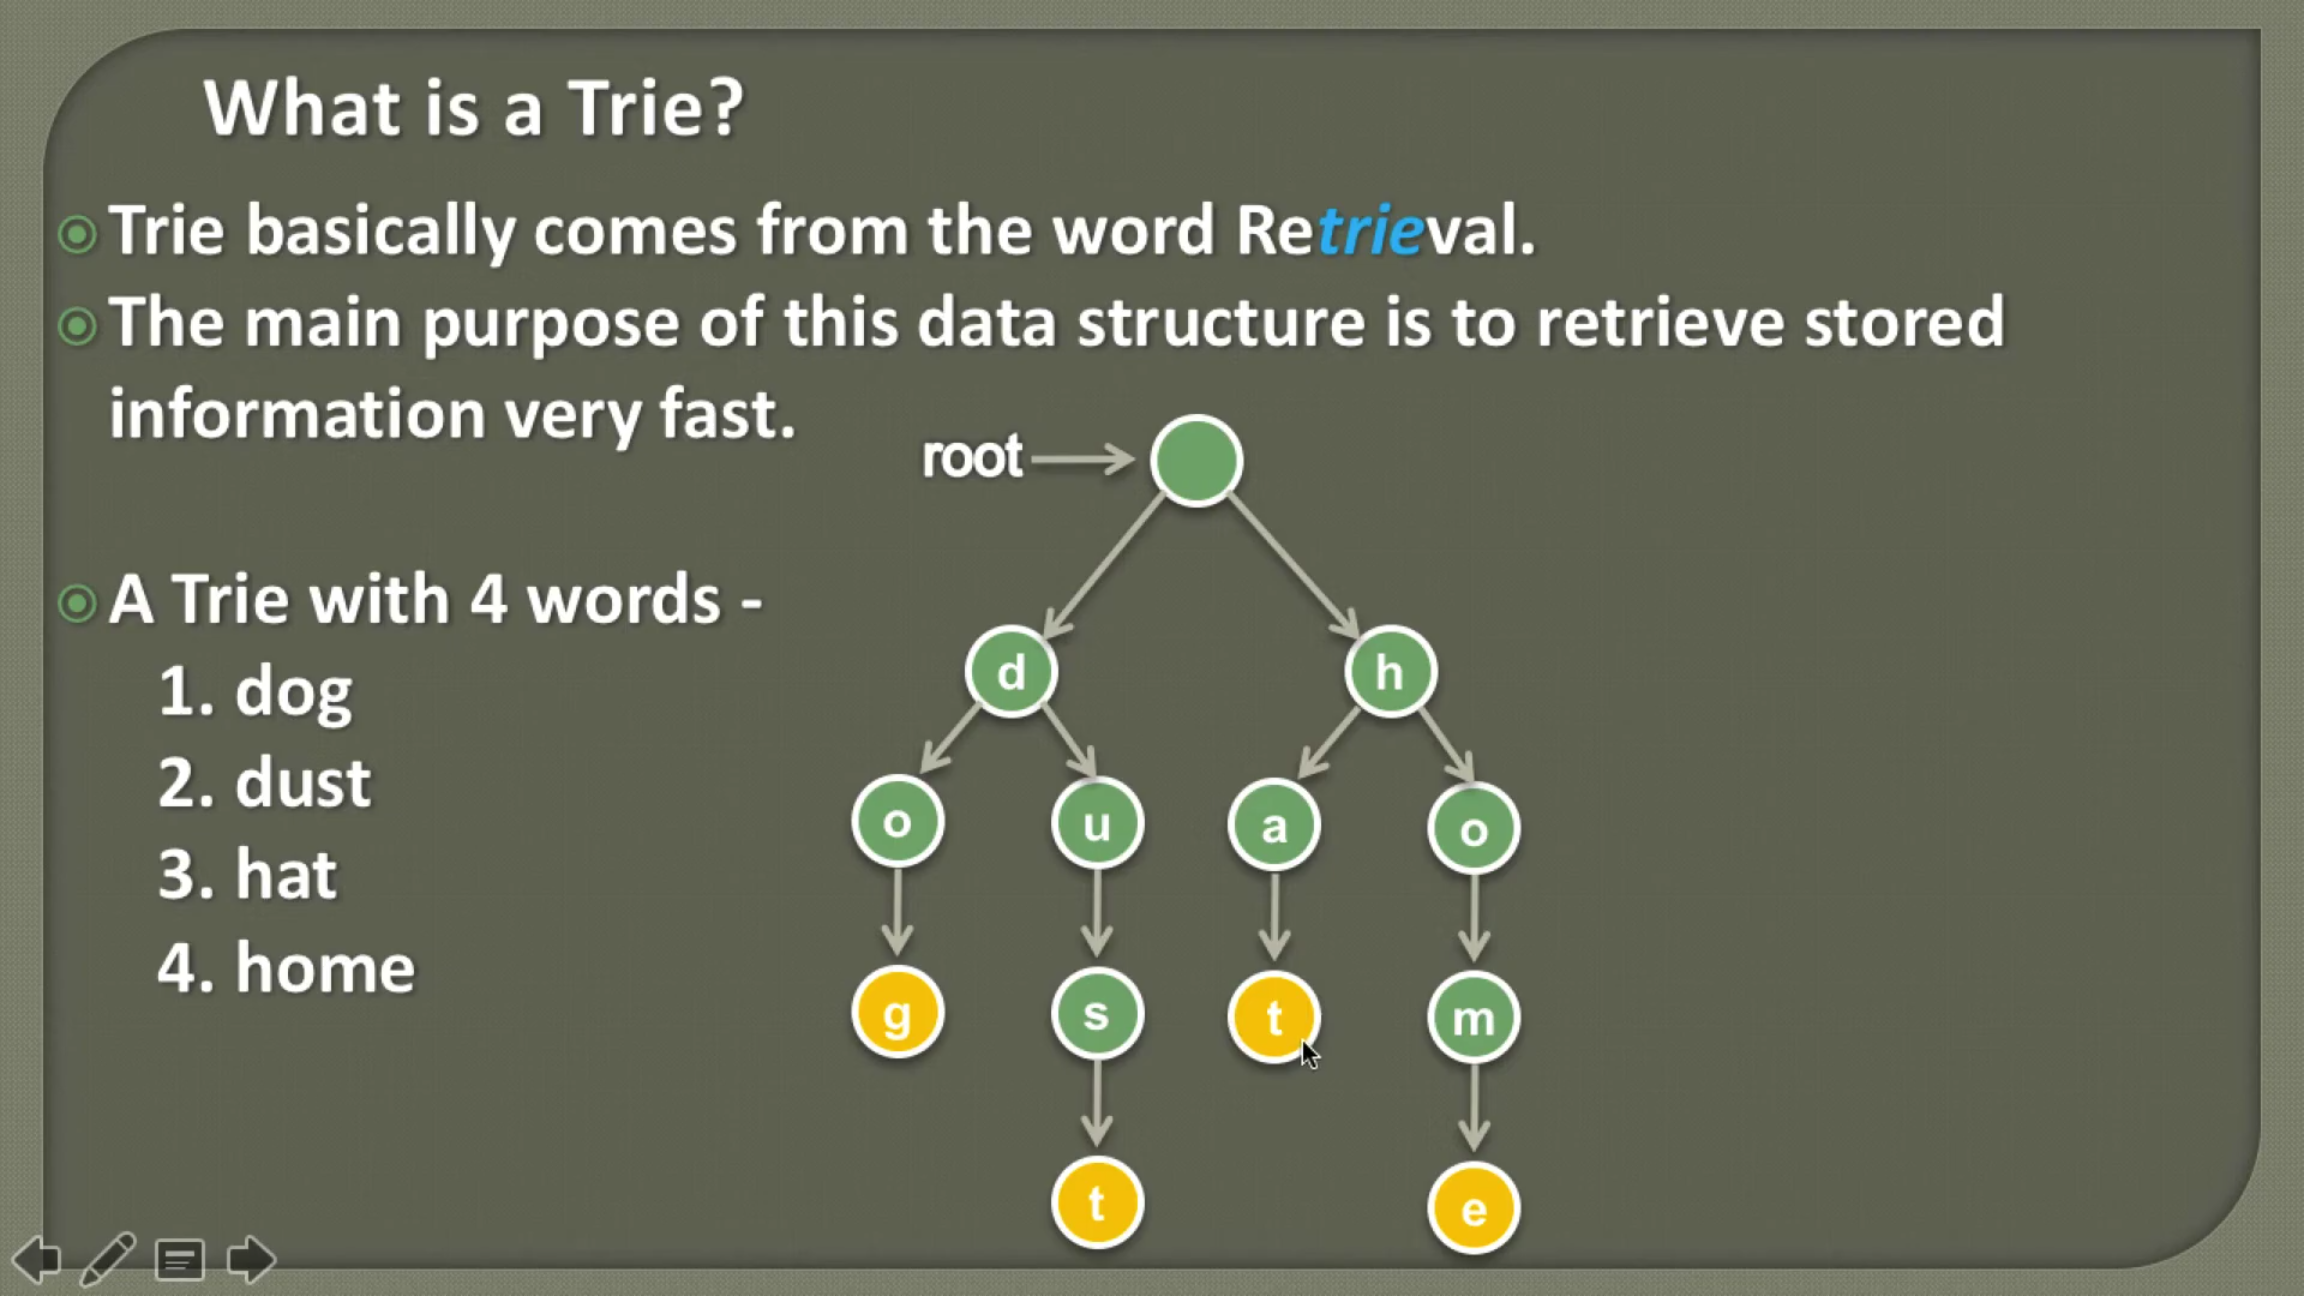 What is a Trie?
Trie basically comes from the word Retrieval.
The main purpose of this data structure is to retrieve stored
information very fast.
root
A Trie with 4 words -
1. dog
2. dust
3. hat
4. home
d h
o u a o
g s t m
t e